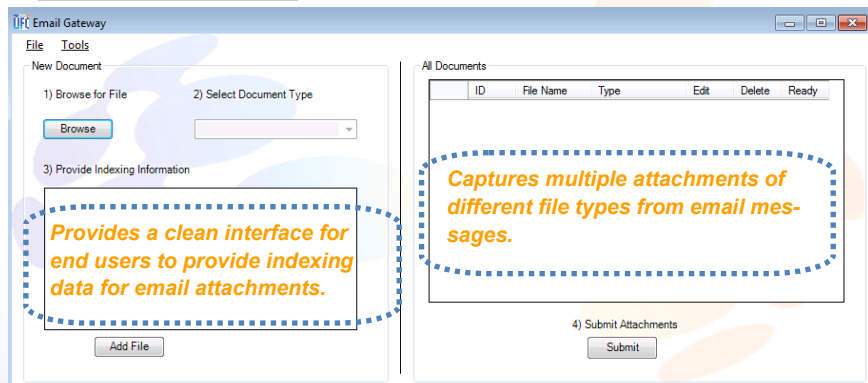 UFC Email Gateway
File Tools
New Document
1) Browse for File 2) Select Document Type
Browse
3) Provide Indexing Information
Provides a clean interface for
end users to provide indexing
data for email attachments.
Add File
All Documents
ID File Name Type Edit Delete Ready
Captures multiple attachments of
different file types from email mes-
sages.
4) Submit Attachments
Submit